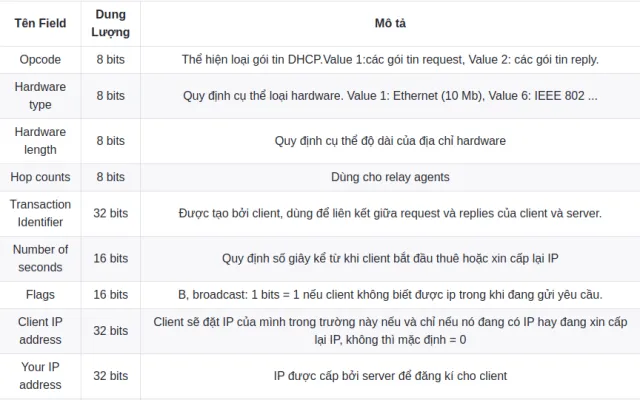 Tên Field
Dung
Lượng
Mô tả
Opcode
8 bits
Thể hiện loại gói tin DHCP.Value 1:các gói tin request, Value 2: các gói tin reply.
Hardware
type
8 bits
Quy định cụ thể loại hardware. Value 1: Ethernet (10 Mb), Value 6: IEEE 802 ...
Hardware
length
8 bits
Quy định cụ thể độ dài của địa chỉ hardware
Hop counts
8 bits
Dùng cho relay agents
Transaction
Identifier
32 bits
Được tạo bởi client, dùng để liên kết giữa request và replies của client và server.
Number of
seconds
16 bits
Quy định số giây kể từ khi client bắt đầu thuê hoặc xin cấp lại IP
Flags
16 bits
B, broadcast: 1 bits = 1 nếu client không biết được ip trong khi đang gửi yêu cầu.
Client IP
address
32 bits
Client sẽ đặt IP của mình trong trường này nếu và chỉ nếu nó đang có IP hay đang xin cấp
lại IP, không thì mặc định = 0
Your IP
address
32 bits
IP được cấp bởi server để đăng kí cho client